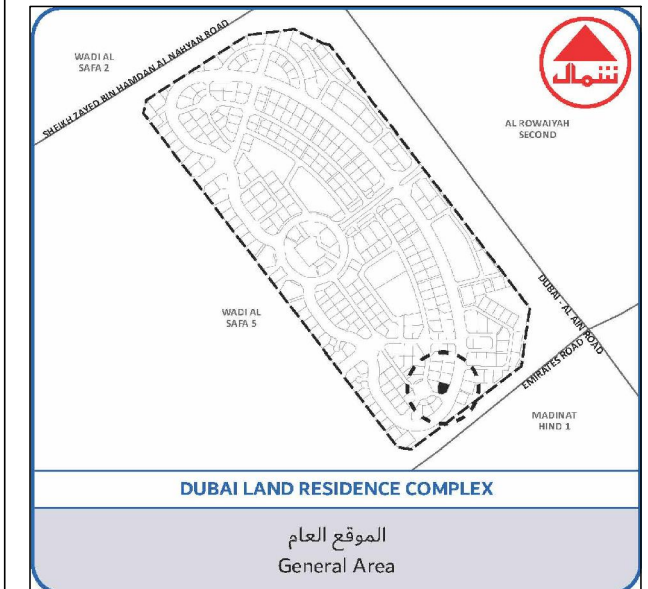 WADI AL
SAFA 2
SHEIKH ZAYED BIN HAMDAN AL NAHYAN ROAD
شمال
AL ROWAIYAH
SECOND
WADI AL
SAFA 5
DUBAI - AL AIN ROAD
EMIRATES ROAD
MADINAT
HIND 1
DUBAI LAND RESIDENCE COMPLEX
الموقع العام
General Area